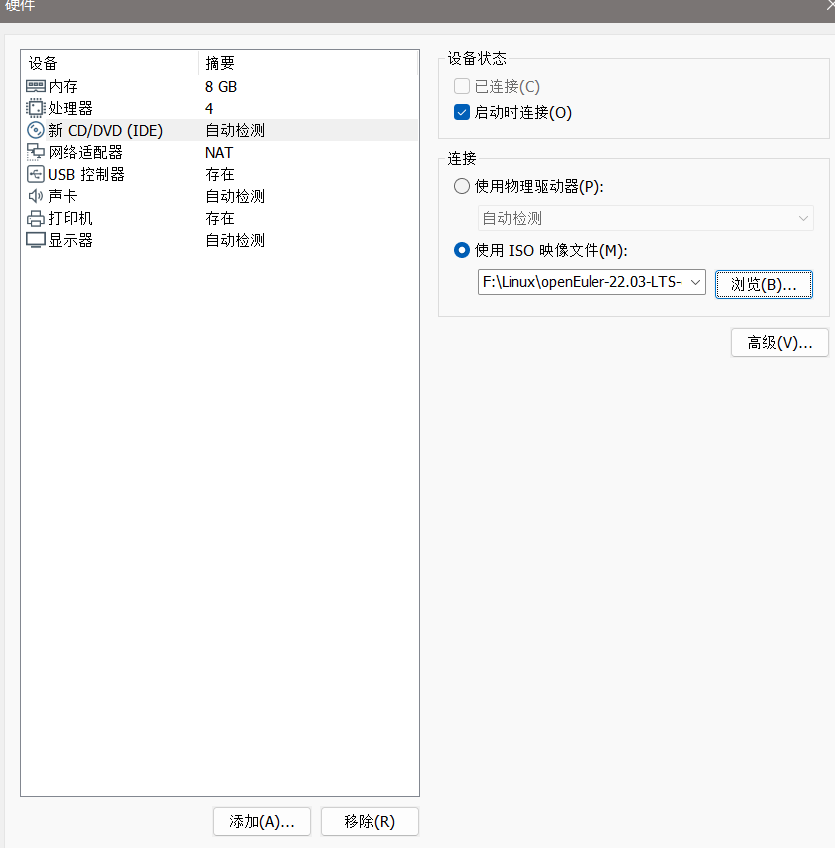 硬件
设备 摘要
内存 8 GB
处理器 4
新 CD/DVD (IDE) 自动检测
网络适配器 NAT
USB 控制器 存在
声卡 自动检测
打印机 存在
显示器 自动检测
添加(A)... 移除(R)
设备状态
已连接(C)
启动时连接(O)
连接
使用物理驱动器(P):
自动检测
使用 ISO 映像文件(M):
F:\Linux\openEuler-22.03-LTS- 浏览(B)...
高级(V)...